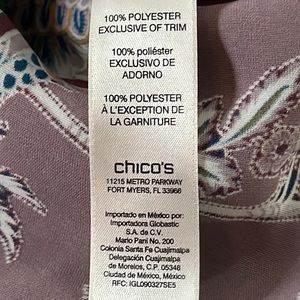 100% POLYESTER
EXCLUSIVE OF TRIM
100% poliéster
EXCLUSIVO DE
ADORNO
100% POLYESTER
À L'EXCEPTION DE
LA GARNITURE
chico's
11215 METRO PARKWAY
FORT MYERS, FL 33966
Importado en México por:
Importadora Globastic
S.A. de C.V.
Mario Pani No. 200
Colonia Santa Fe Cuajimalpa
Delegación Cuajimalpa
de Morelos, C.P. 05348
Ciudad de México, México
RFC: IGL090327SE5